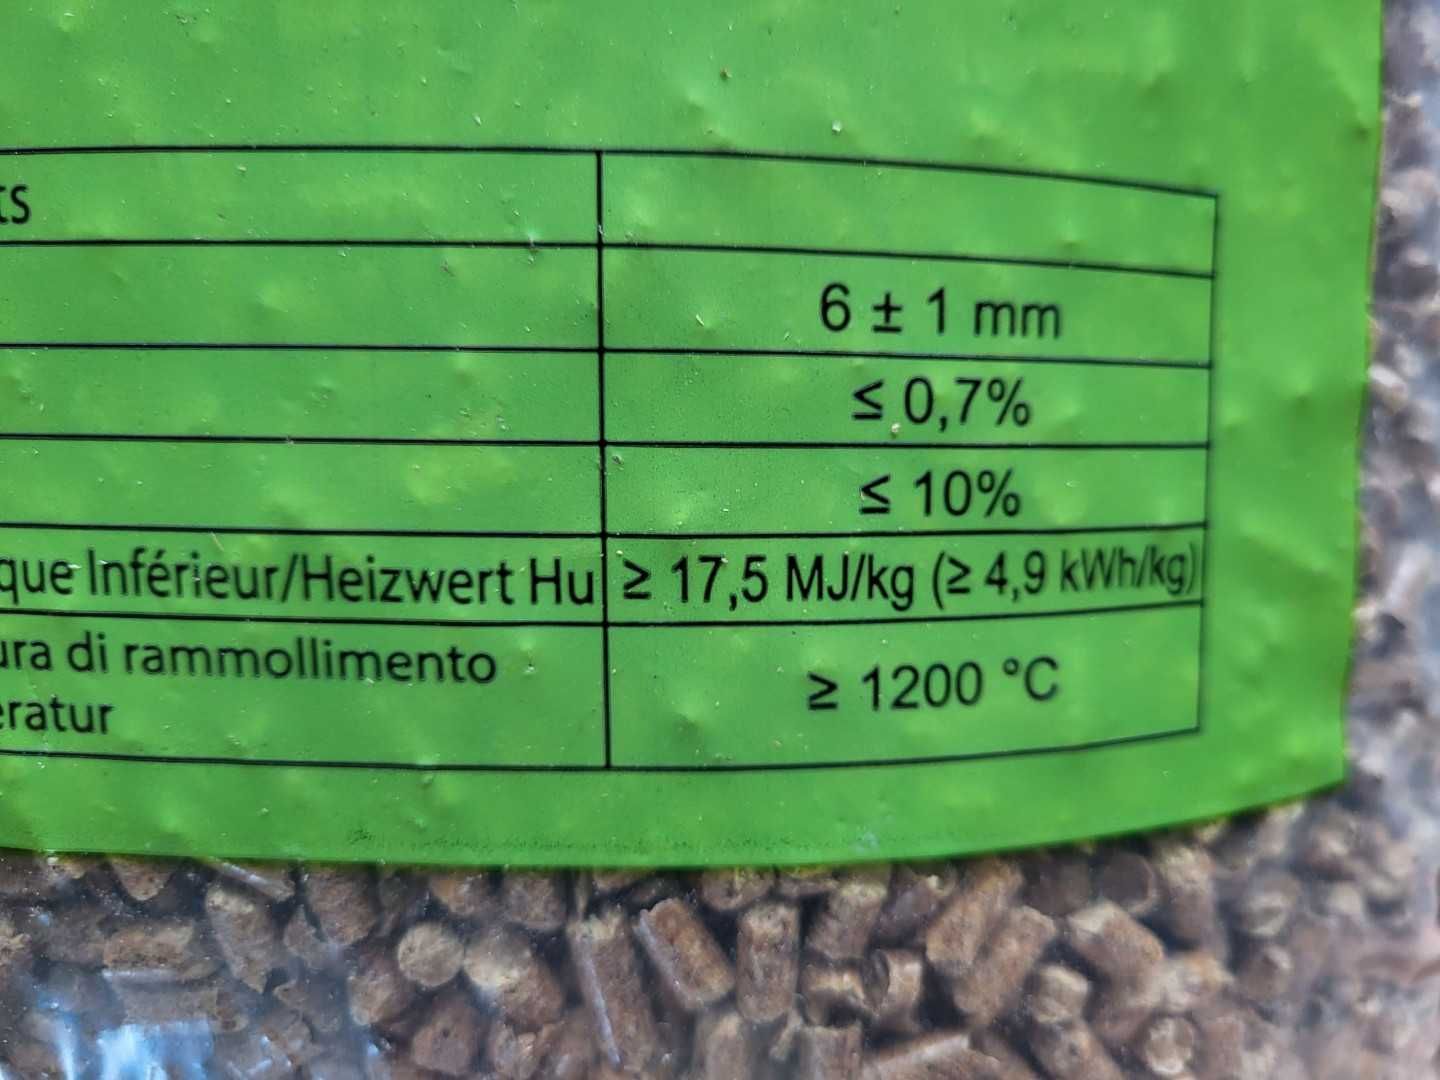 ts
6 ± 1 mm
≤ 0,7%
≤ 10%
que Inférieur/Heizwert Hu ≥ 17,5 MJ/kg (≥ 4,9 kWh/kg)
ura di rammollimento
eratur
≥ 1200 °C